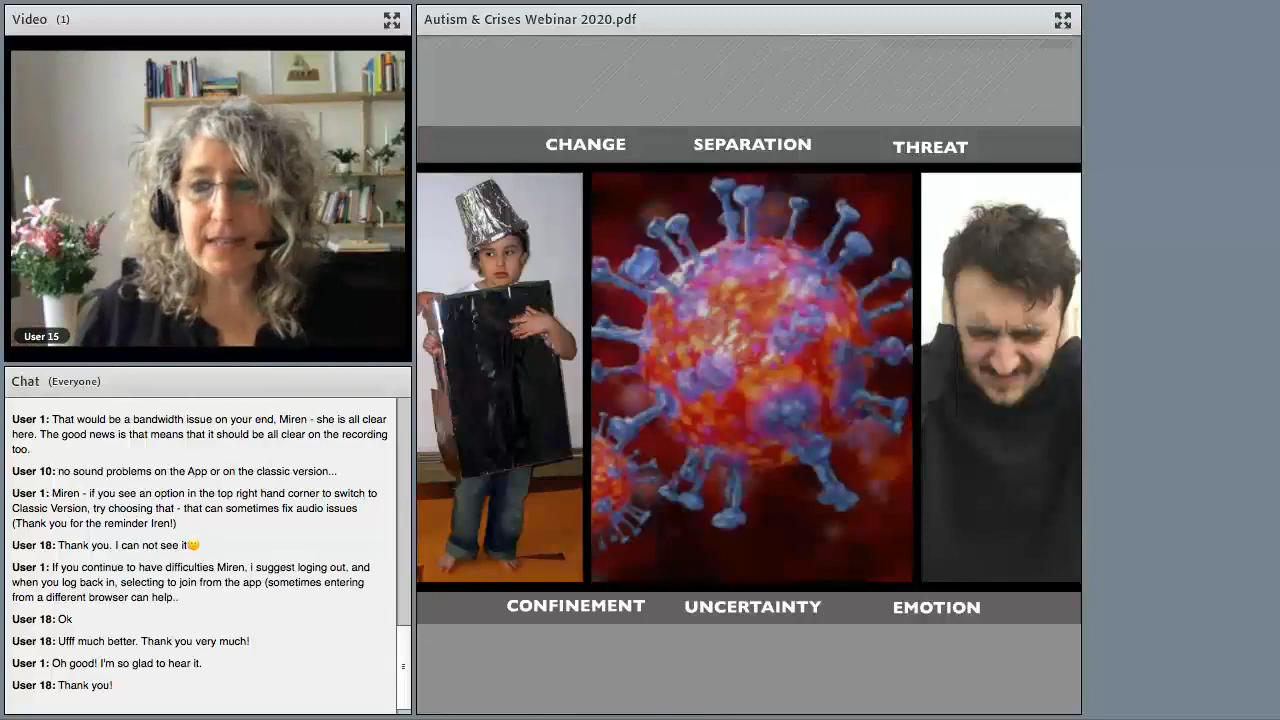 Video (1)
User 15
Chat (Everyone)
User 1: That would be a bandwidth issue on your end, Miren - she is all clear
here. The good news is that means that it should be all clear on the recording
too.
User 10: no sound problems on the App or on the classic version...
User 1: Miren - if you see an option in the top right hand corner to switch to
Classic Version, try choosing that - that can sometimes fix audio issues
(Thank you for the reminder Iren!)
User 18: Thank you. I can not see it😕
User 1: If you continue to have difficulties Miren, i suggest loging out, and
when you log back in, selecting to join from the app (sometimes entering
from a different browser can help..
User 18: Ok
User 18: Ufff much better. Thank you very much!
User 1: Oh good! I'm so glad to hear it.
User 18: Thank you!
Autism & Crises Webinar 2020.pdf
CHANGE SEPARATION THREAT
CONFINEMENT UNCERTAINTY EMOTION